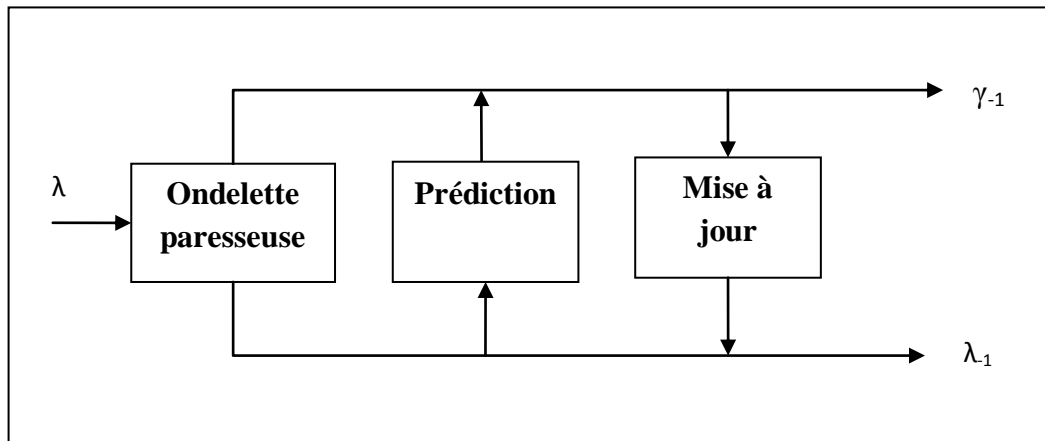 γ-1
λ
Ondelette
paresseuse
Prédiction
Mise à
jour
λ-1